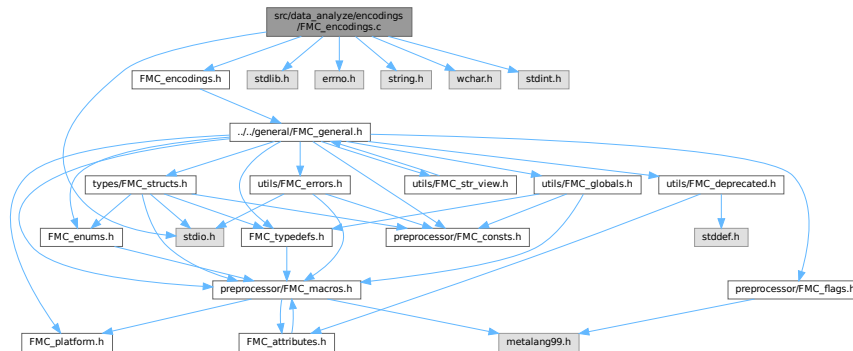 src/data_analyze/encodings
/FMC_encodings.c
FMC_encodings.h
stdlib.h
errno.h
string.h
wchar.h
stdint.h
../../general/FMC_general.h
types/FMC_structs.h
utils/FMC_errors.h
utils/FMC_str_view.h
utils/FMC_globals.h
utils/FMC_deprecated.h
FMC_enums.h
stdio.h
FMC_typedefs.h
preprocessor/FMC_consts.h
stddef.h
preprocessor/FMC_macros.h
preprocessor/FMC_flags.h
FMC_platform.h
FMC_attributes.h
metalang99.h